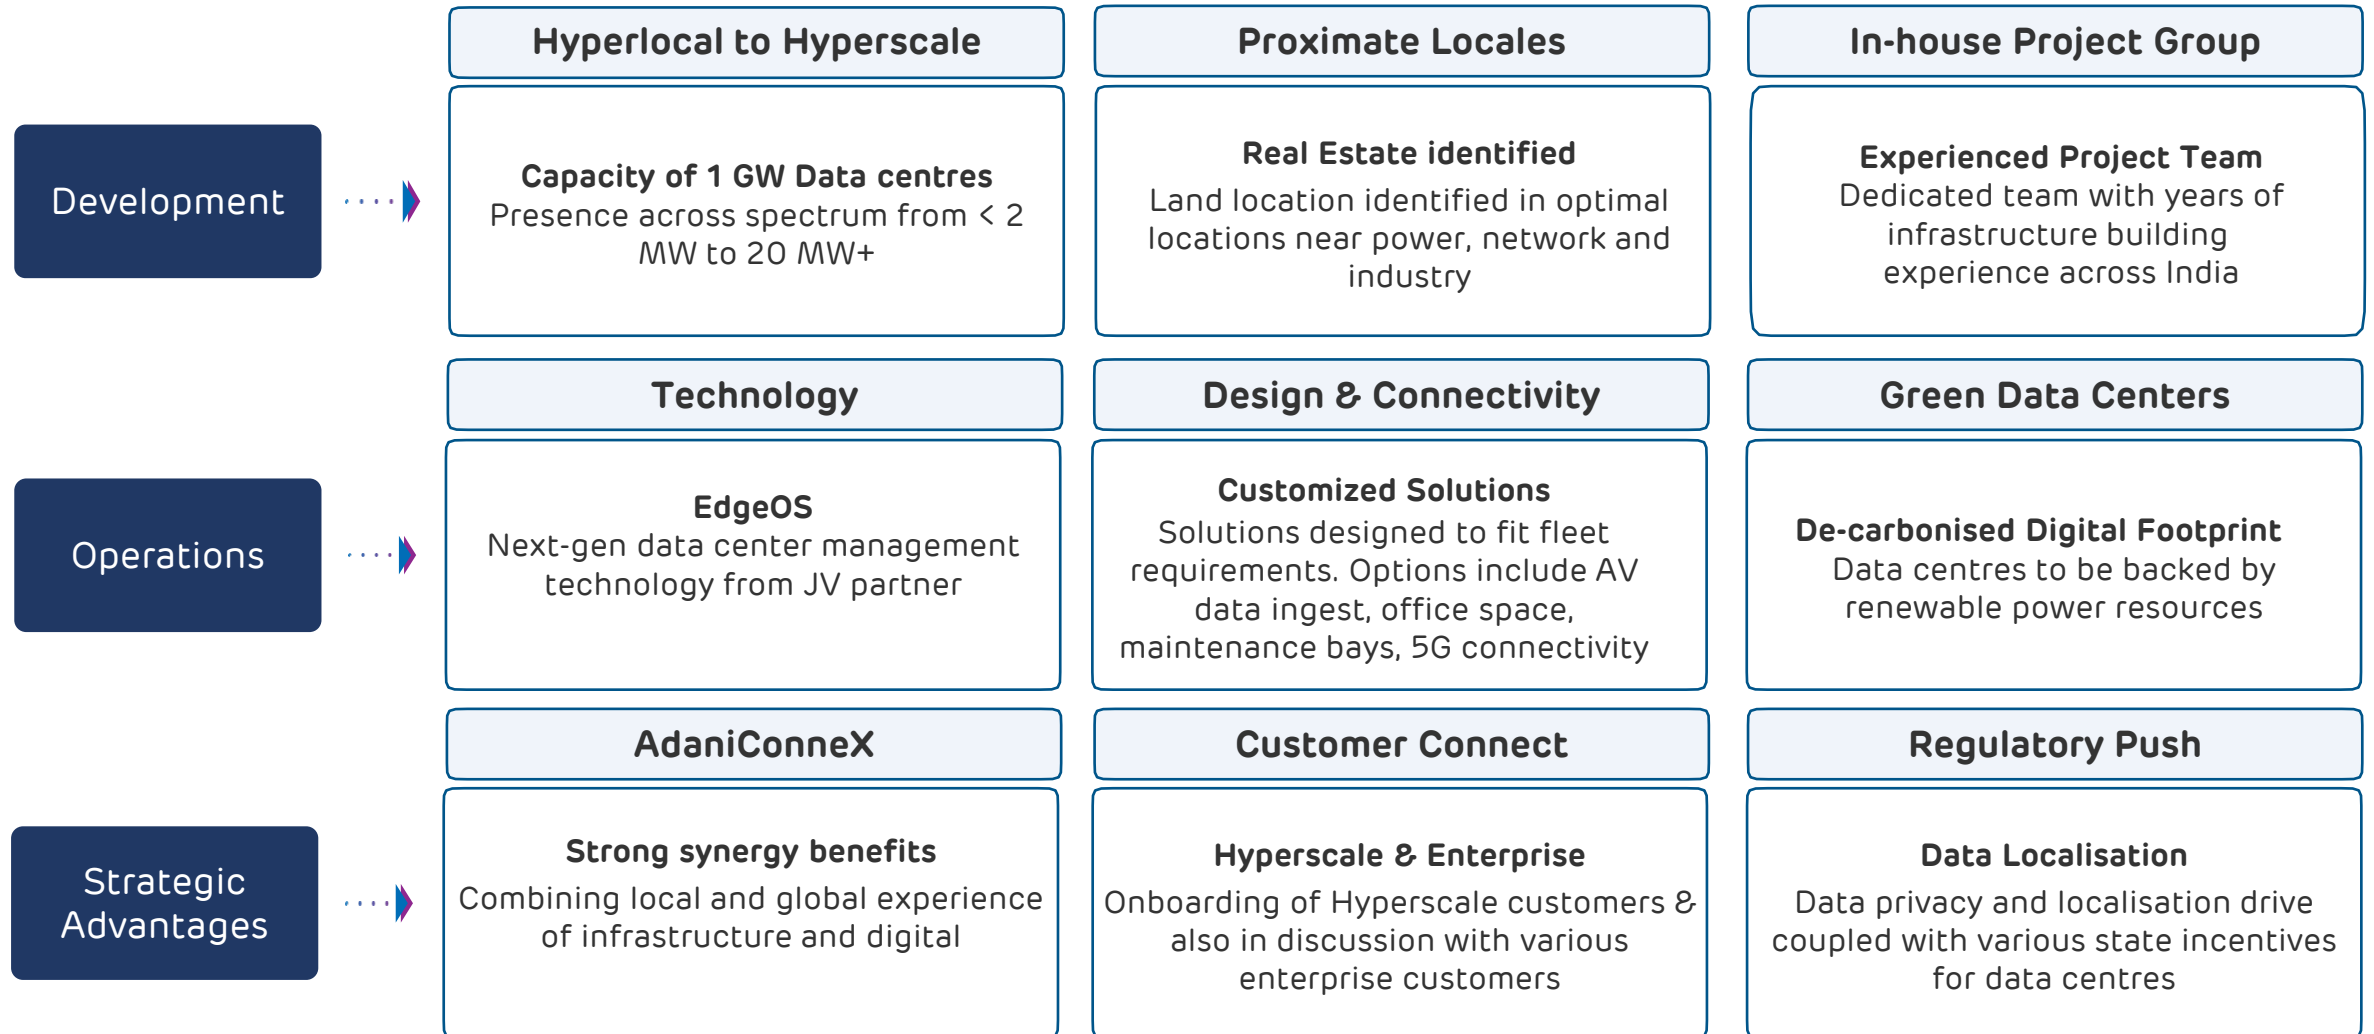 Hyperlocal to Hyperscale
Proximate Locales
In-house Project Group
Development
Capacity of 1 GW Data centres
Presence across spectrum from < 2
MW to 20 MW+
Real Estate identified
Land location identified in optimal
locations near power, network and
industry
Experienced Project Team
Dedicated team with years of
infrastructure building
experience across India
Technology
Design & Connectivity
Green Data Centers
Operations
EdgeOS
Next-gen data center management
technology from JV partner
Customized Solutions
Solutions designed to fit fleet
requirements. Options include AV
data ingest, office space,
maintenance bays, 5G connectivity
De-carbonised Digital Footprint
Data centres to be backed by
renewable power resources
AdaniConneX
Customer Connect
Regulatory Push
Strategic
Advantages
Strong synergy benefits
Combining local and global experience
of infrastructure and digital
Hyperscale & Enterprise
Onboarding of Hyperscale customers &
also in discussion with various
enterprise customers
Data Localisation
Data privacy and localisation drive
coupled with various state incentives
for data centres